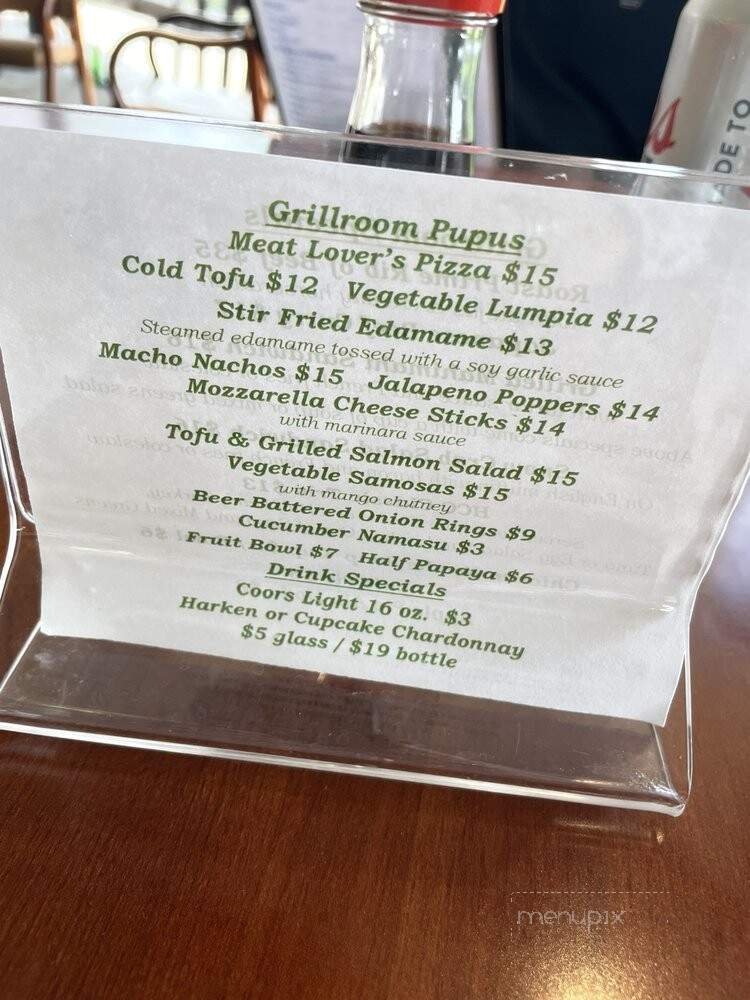 Grillroom Pupus
Meat Lover's Pizza $15
Cold Tofu $12 Vegetable Lumpia $12
Stir Fried Edamame $13
Steamed edamame tossed with a soy garlic sauce
Macho Nachos $15 Jalapeno Poppers $14
Mozzarella Cheese Sticks $14
with marinara sauce
Tofu & Grilled Salmon Salad $15
Vegetable Samosas $15
with mango chutney
Beer Battered Onion Rings $9
Cucumber Namasu $3
Fruit Bowl $7 Half Papaya $6
Drink Specials
Coors Light 16 oz. $3
Harken or Cupcake Chardonnay
$5 glass / $19 bottle
DE TO
menupix